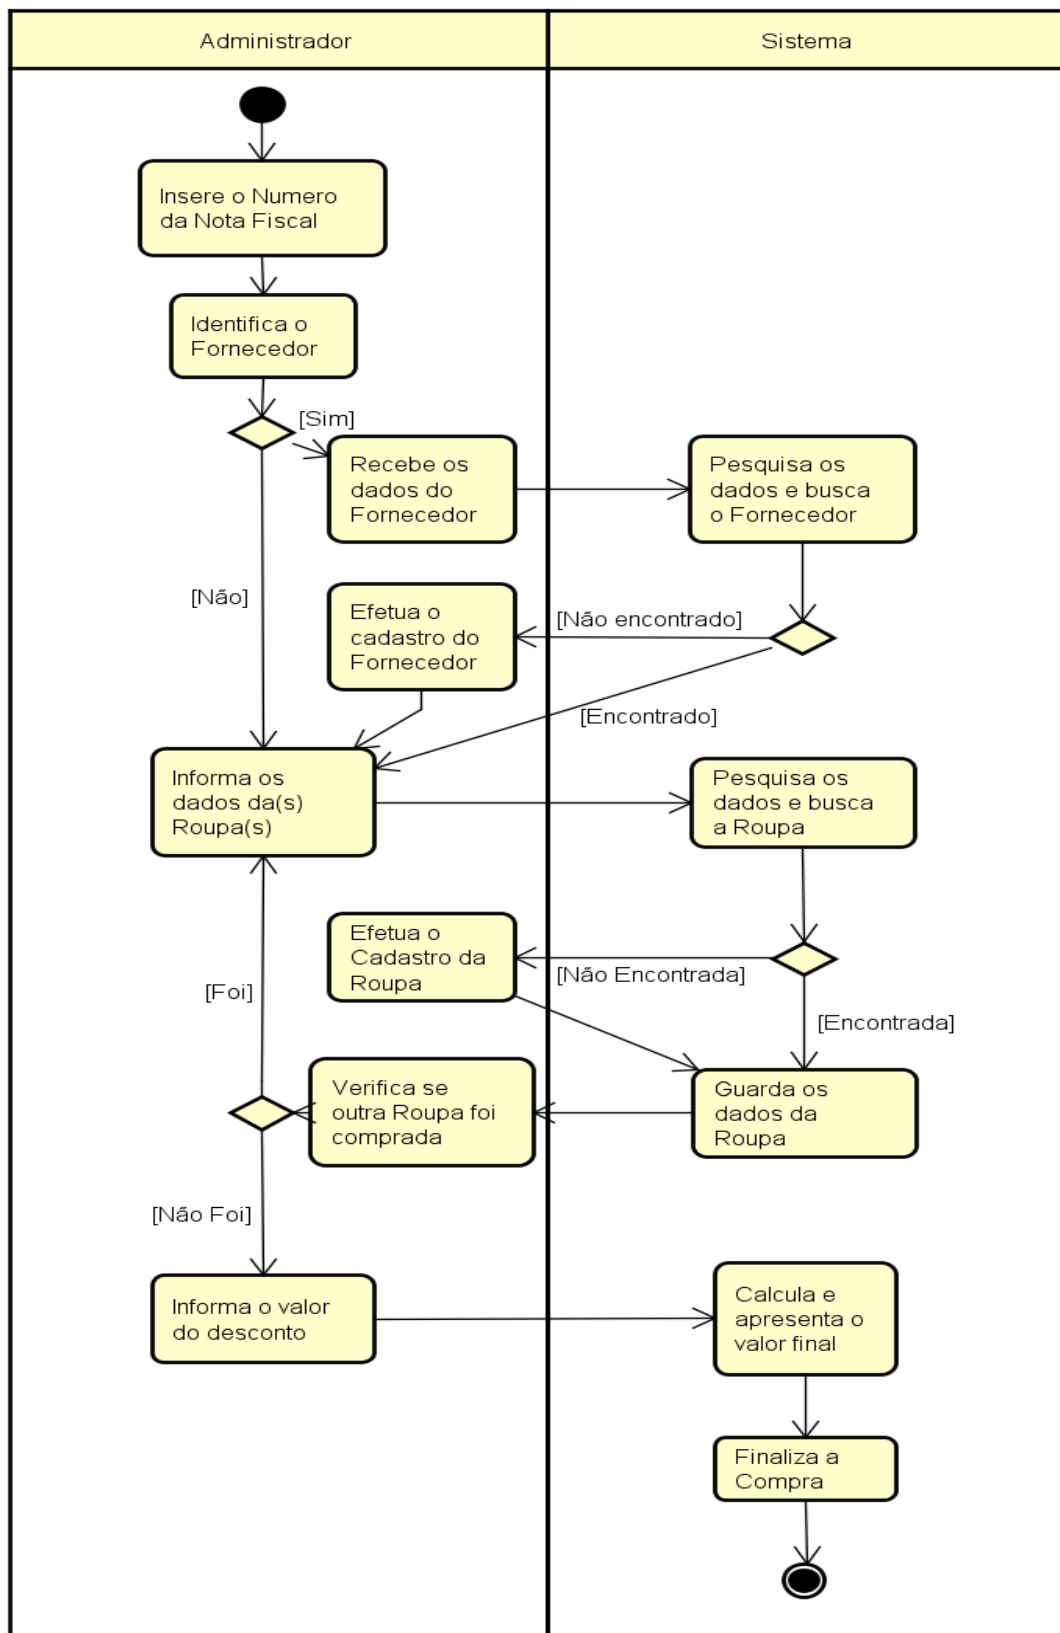 Administrador
Sistema
Insere o Numero
da Nota Fiscal
Identifica o
Fornecedor
[Sim]
Recebe os
dados do
Fornecedor
Pesquisa os
dados e busca
o Fornecedor
[Não]
Efetua o
cadastro do
Fornecedor
[Não encontrado]
[Encontrado]
Informa os
dados da(s)
Roupa(s)
Pesquisa os
dados e busca
a Roupa
Efetua o
Cadastro da
Roupa
[Não Encontrada]
[Foi]
[Encontrada]
Verifica se
outra Roupa foi
comprada
Guarda os
dados da
Roupa
[Não Foi]
Informa o valor
do desconto
Calcula e
apresenta o
valor final
Finaliza a
Compra